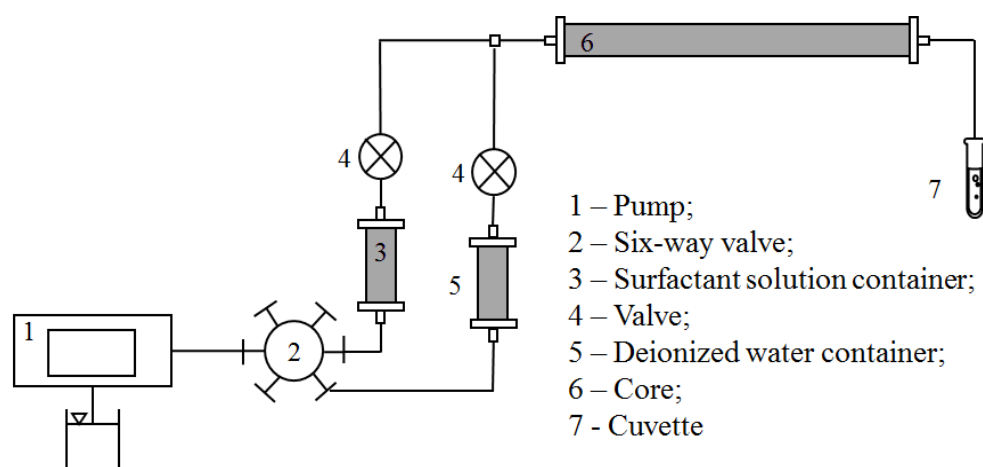 6
4
4
7
3
5
1
2
1 – Pump;
2 – Six-way valve;
3 – Surfactant solution container;
4 – Valve;
5 – Deionized water container;
6 – Core;
7 - Cuvette